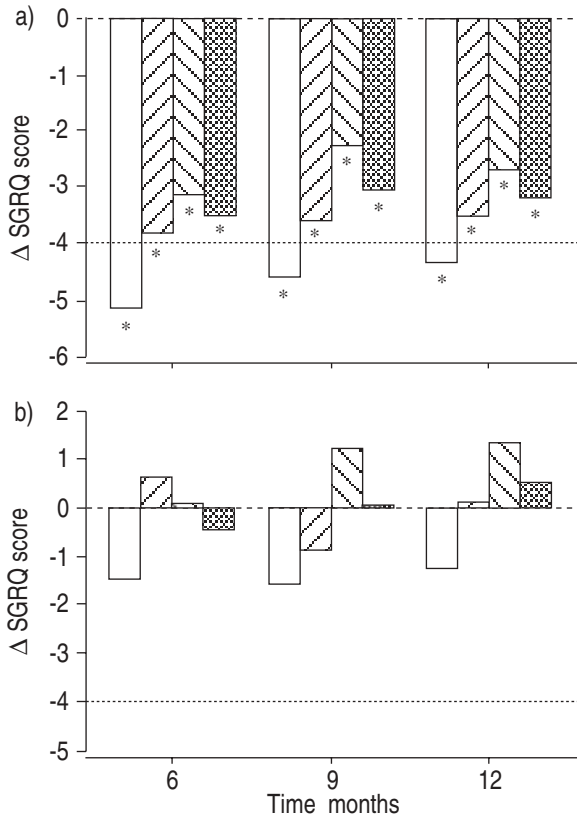 a)
0
-1
-2
-3
-4
-5
-6
Δ SGRQ score
* * * *
* * * *
* * * *
b)
2
1
0
-1
-2
-3
-4
-5
Δ SGRQ score
6 9 12
Time months